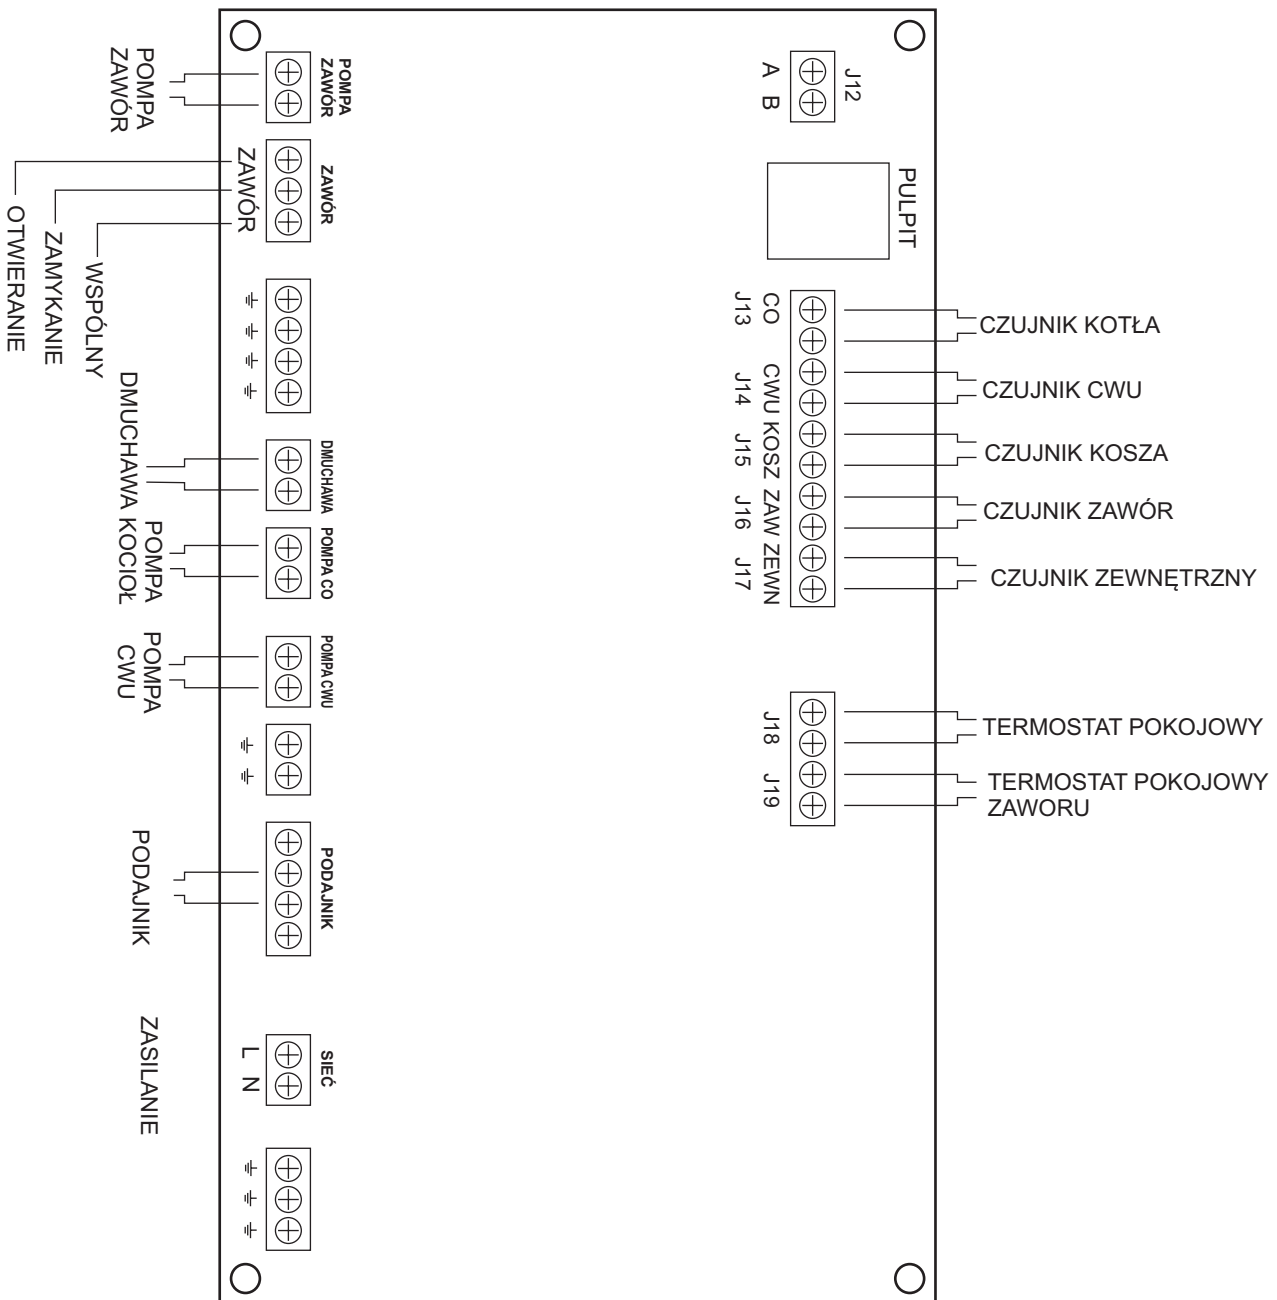 POMPA
ZAWÓR
POMPA
ZAWÓR
ZAWÓR
ZAWÓR
OTWIERANIE
ZAMYKANIE
WSPÓLNY
DMUCHAWA
DMUCHAWA
POMPA
KOCIOŁ
POMPA CO
POMPA
CWU
POMPA CWU
PODAJNIK
PODAJNIK
ZASILANIE
L N
SIEĆ
J12
A B
PULPIT
CO
J13
CZUJNIK KOTŁA
CWU
J14
CZUJNIK CWU
KOSZ
J15
CZUJNIK KOSZA
ZAW
J16
CZUJNIK ZAWÓR
ZEWN
J17
CZUJNIK ZEWNĘTRZNY
J18
TERMOSTAT POKOJOWY
J19
TERMOSTAT POKOJOWY
ZAWORU